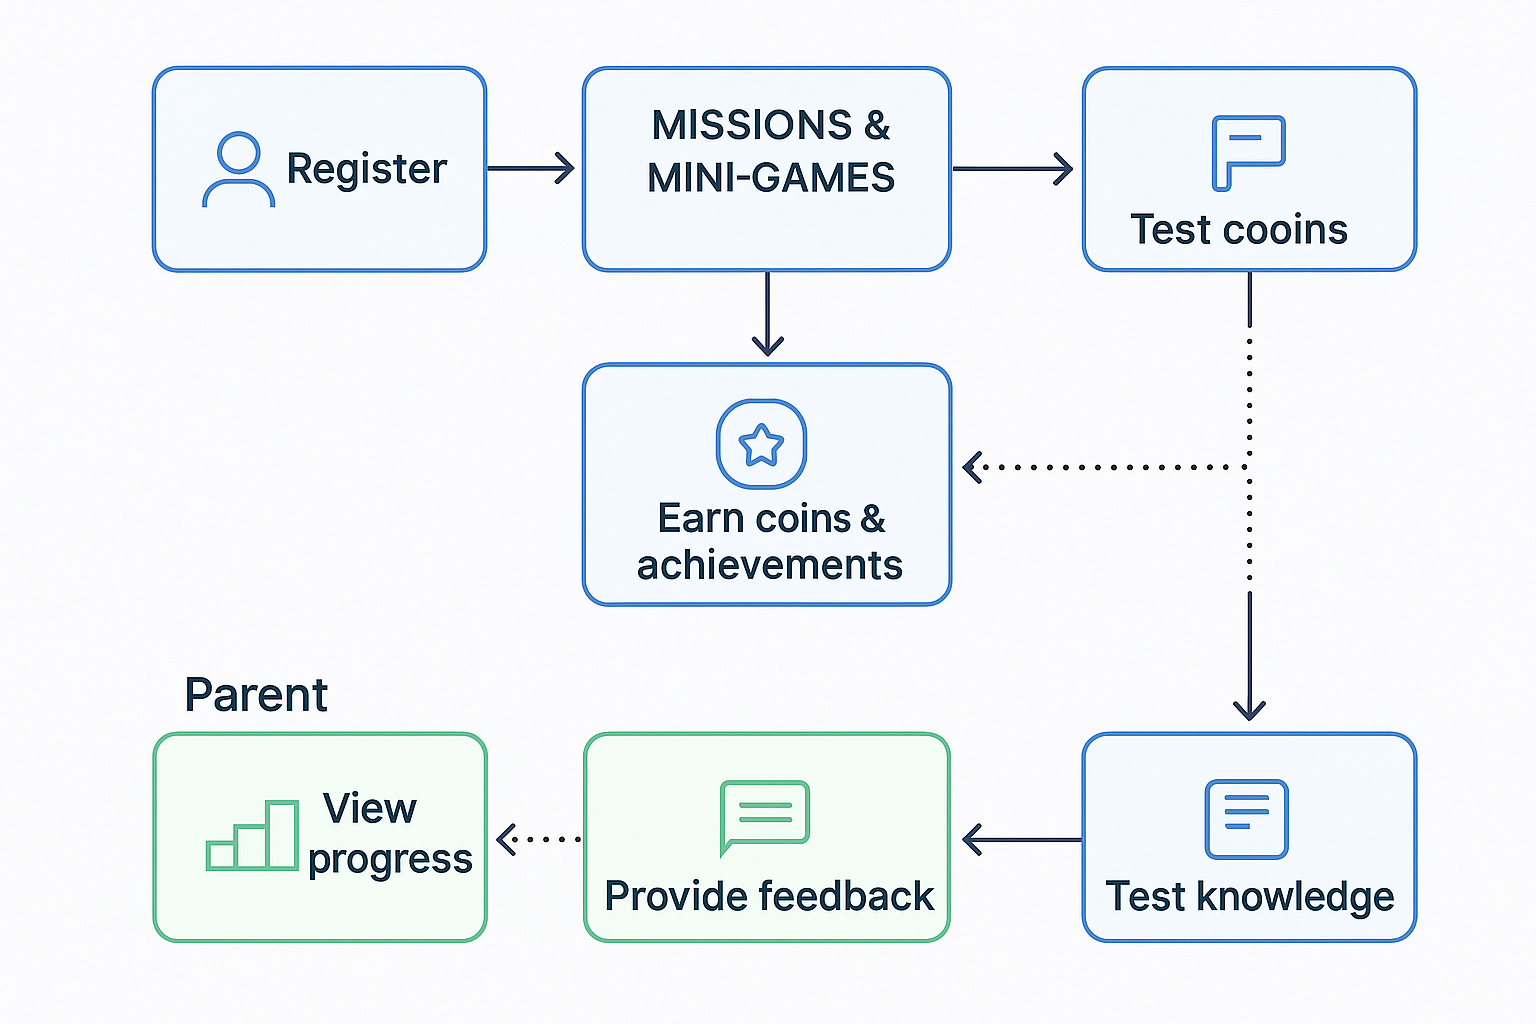 Register
MISSIONS &
MINI-GAMES
Test cooins
Earn coins &
achievements
Parent
View
progress
Provide feedback
Test knowledge